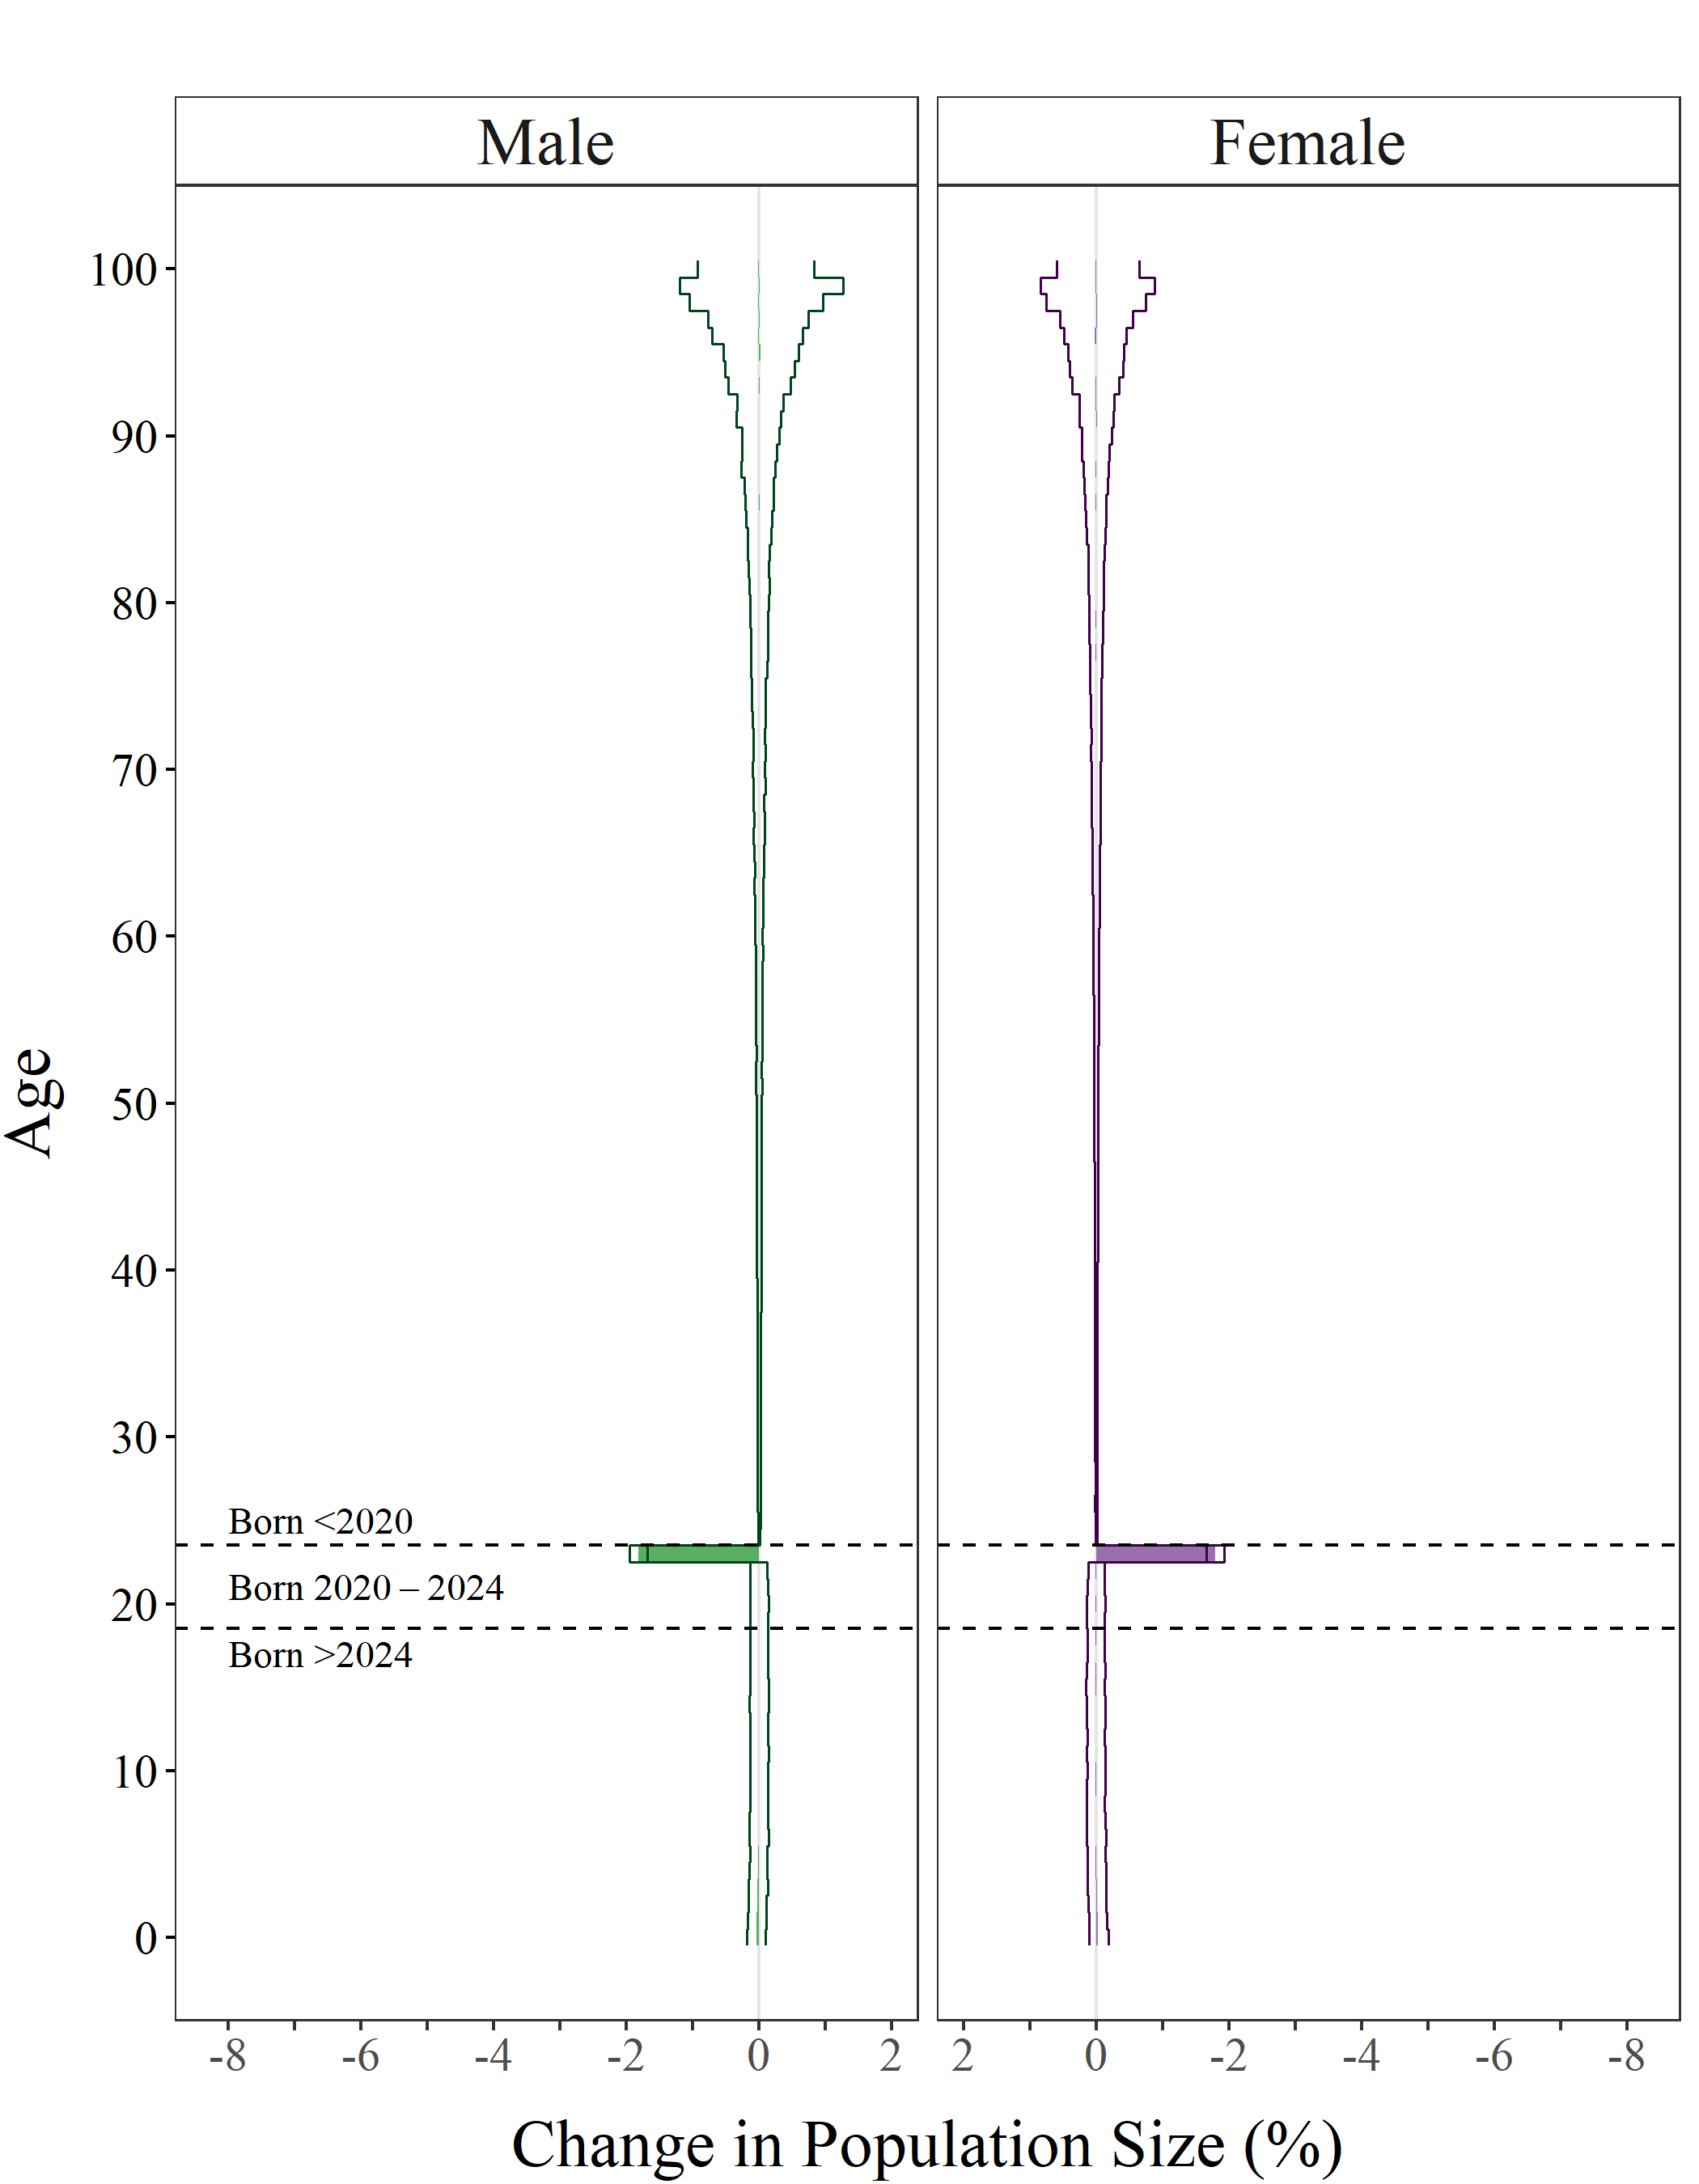 Male
Female
100
90
80
70
60
50
40
30
20
10
0
Age
Born <2020
Born 2020 – 2024
Born >2024
-8 -6 -4 -2 0 2
2 0 -2 -4 -6 -8
Change in Population Size (%)